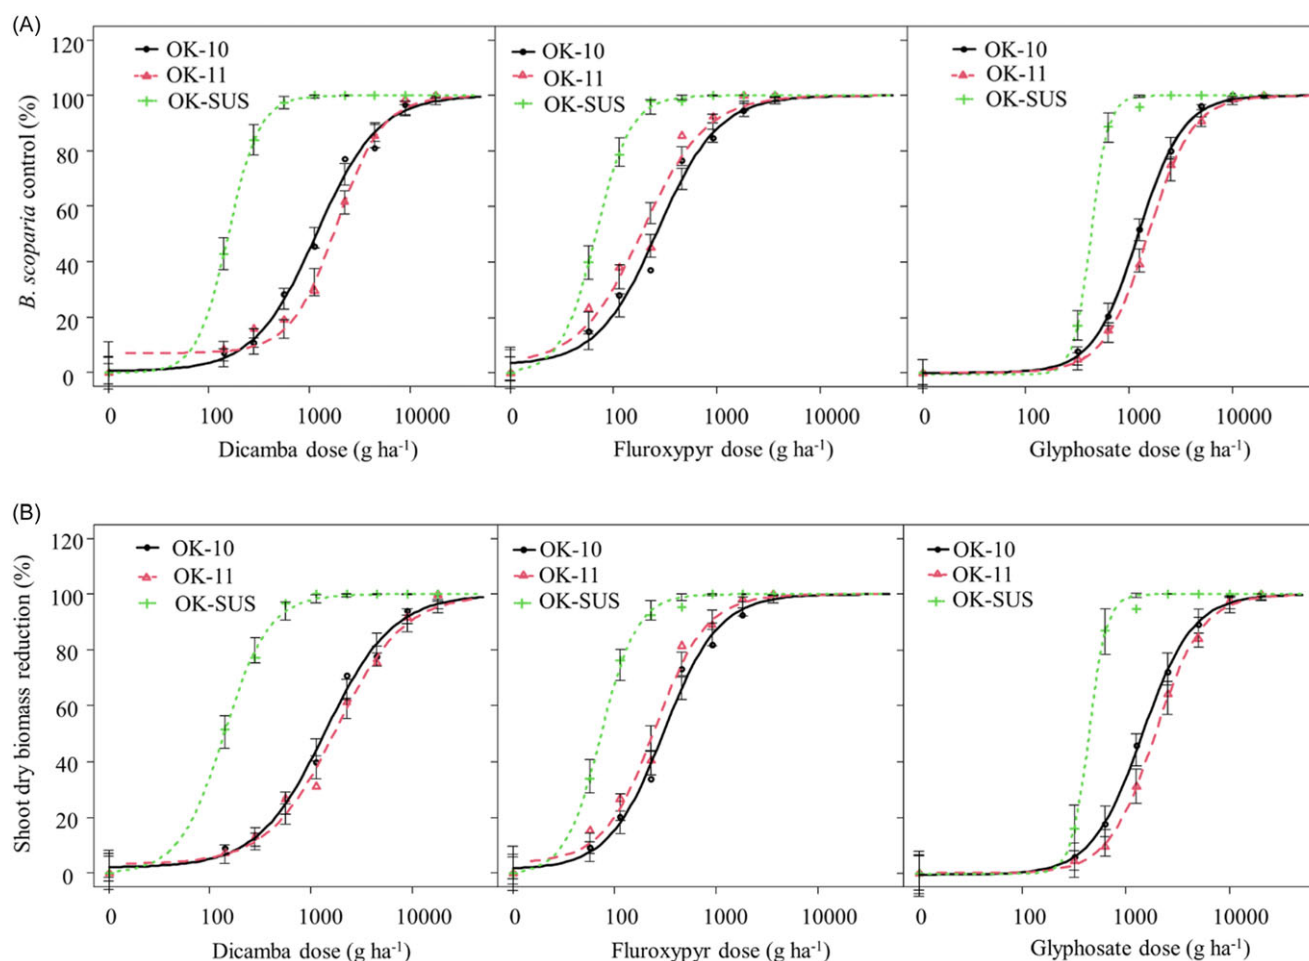 (A)
B. scoparia control (%)
120
100
80
60
40
20
0
OK-10
OK-11
OK-SUS
0 100 1000 10000
Dicamba dose (g ha⁻¹)
OK-10
OK-11
OK-SUS
0 100 1000 10000
Fluroxypyr dose (g ha⁻¹)
OK-10
OK-11
OK-SUS
0 100 1000 10000
Glyphosate dose (g ha⁻¹)
(B)
Shoot dry biomass reduction (%)
120
100
80
60
40
20
0
OK-10
OK-11
OK-SUS
0 100 1000 10000
Dicamba dose (g ha⁻¹)
OK-10
OK-11
OK-SUS
0 100 1000 10000
Fluroxypyr dose (g ha⁻¹)
OK-10
OK-11
OK-SUS
0 100 1000 10000
Glyphosate dose (g ha⁻¹)